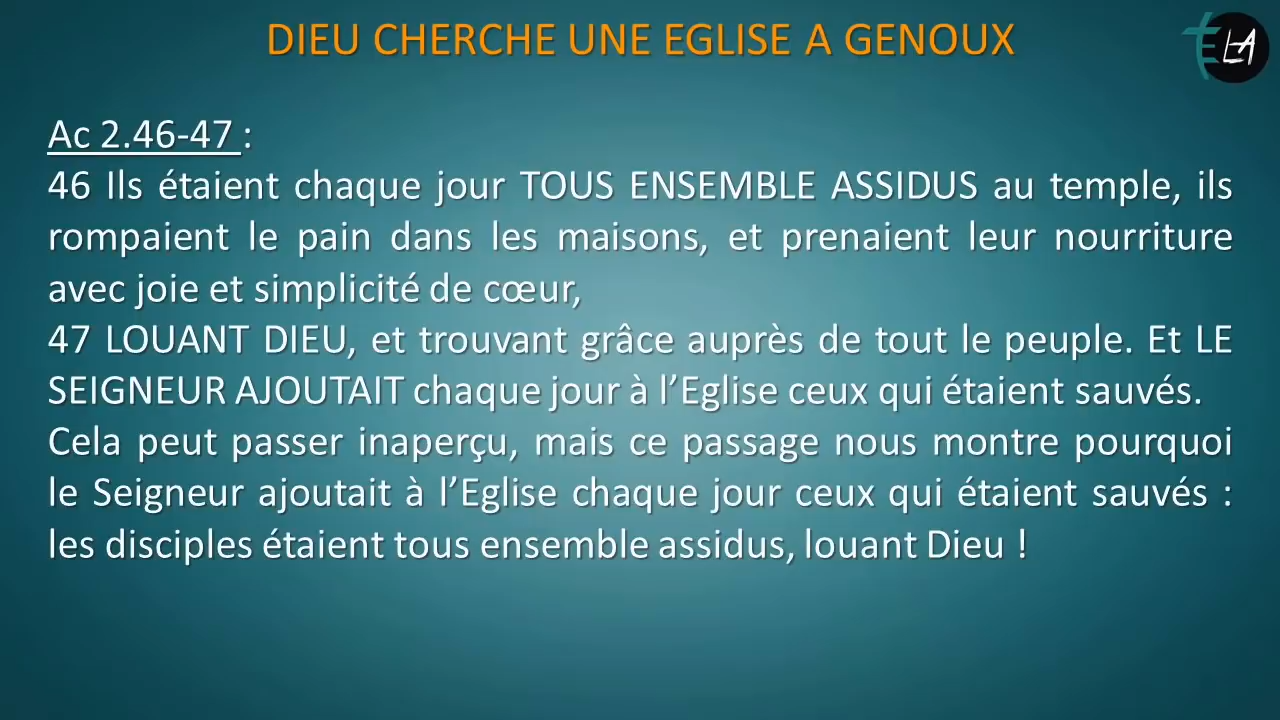 DIEU CHERCHE UNE EGLISE A GENOUX
ELA
Ac 2.46-47 :
46 Ils étaient chaque jour TOUS ENSEMBLE ASSIDUS au temple, ils
rompaient le pain dans les maisons, et prenaient leur nourriture
avec joie et simplicité de cœur,
47 LOUANT DIEU, et trouvant grâce auprès de tout le peuple. Et LE
SEIGNEUR AJOUTAIT chaque jour à l’Eglise ceux qui étaient sauvés.
Cela peut passer inaperçu, mais ce passage nous montre pourquoi
le Seigneur ajoutait à l’Eglise chaque jour ceux qui étaient sauvés :
les disciples étaient tous ensemble assidus, louant Dieu !